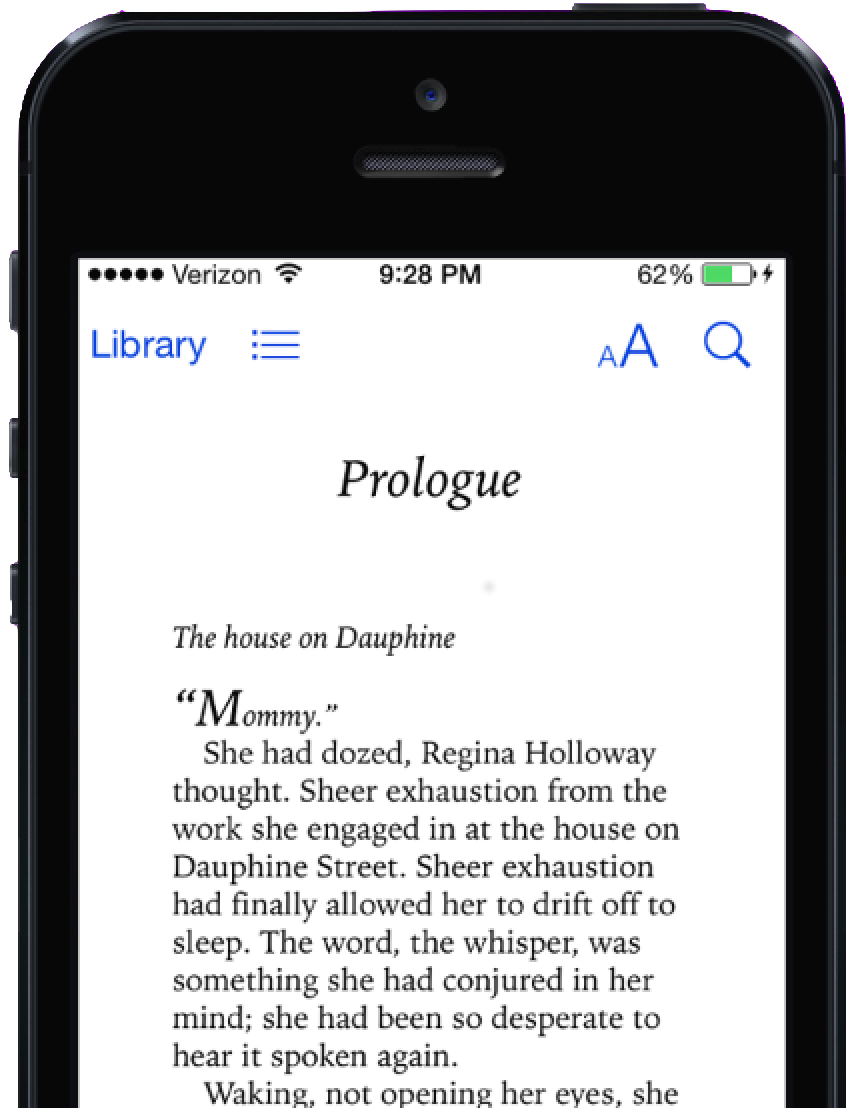 Verizon 9:28 PM 62%
Library AA
Prologue
The house on Dauphine
“Mommy.”
She had dozed, Regina Holloway
thought. Sheer exhaustion from the
work she engaged in at the house on
Dauphine Street. Sheer exhaustion
had finally allowed her to drift off to
sleep. The word, the whisper, was
something she had conjured in her
mind; she had been so desperate to
hear it spoken again.
Waking, not opening her eyes, she